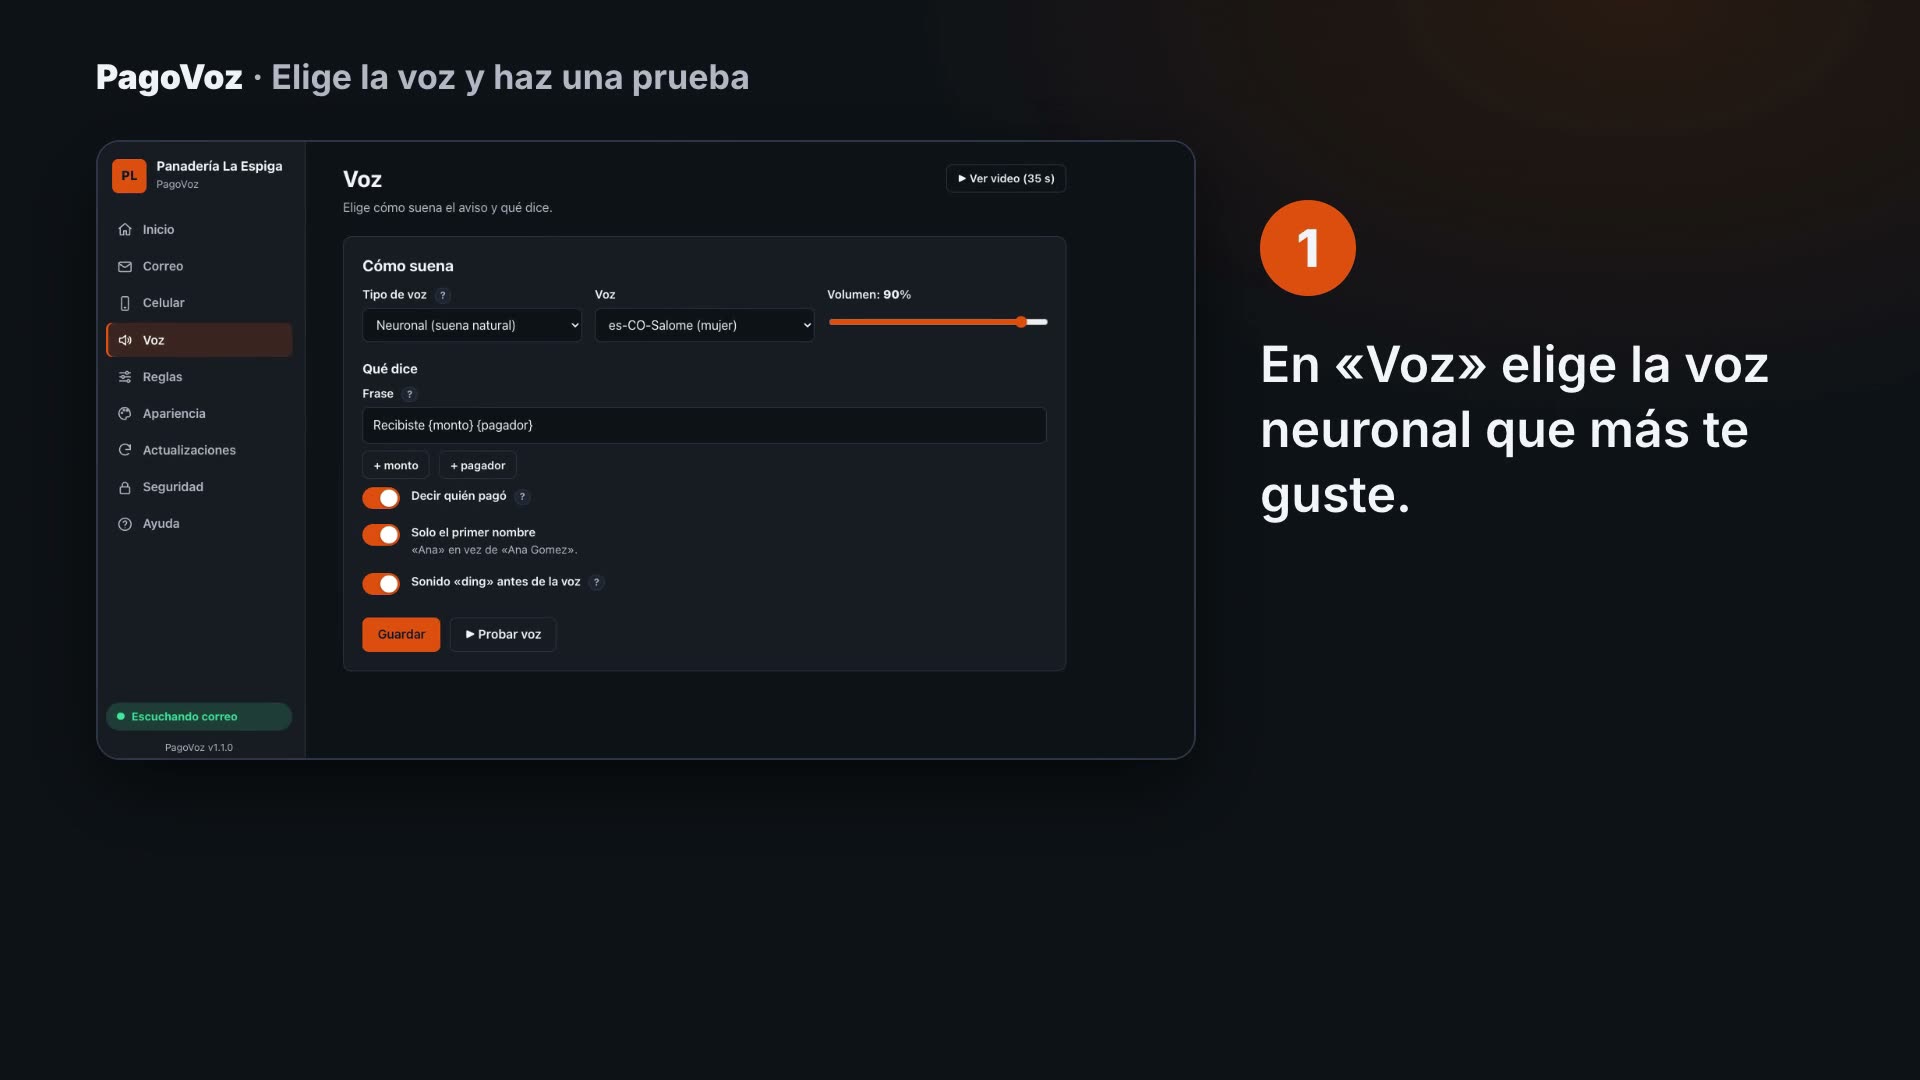 PagoVoz · Elige la voz y haz una prueba
PL
Panadería La Espiga
PagoVoz
Inicio
Correo
Celular
Voz
Reglas
Apariencia
Actualizaciones
Seguridad
Ayuda
Escuchando correo
PagoVoz v1.1.0
Voz
▶ Ver video (35 s)
Elige cómo suena el aviso y qué dice.
Cómo suena
Tipo de voz ?
Voz
Volumen: 90%
Neuronal (suena natural)
es-CO-Salome (mujer)
Qué dice
Frase ?
Recibiste {monto} {pagador}
+ monto
+ pagador
Decir quién pagó ?
Solo el primer nombre
«Ana» en vez de «Ana Gomez».
Sonido «ding» antes de la voz ?
Guardar
▶ Probar voz
1
En «Voz» elige la voz
neuronal que más te
guste.